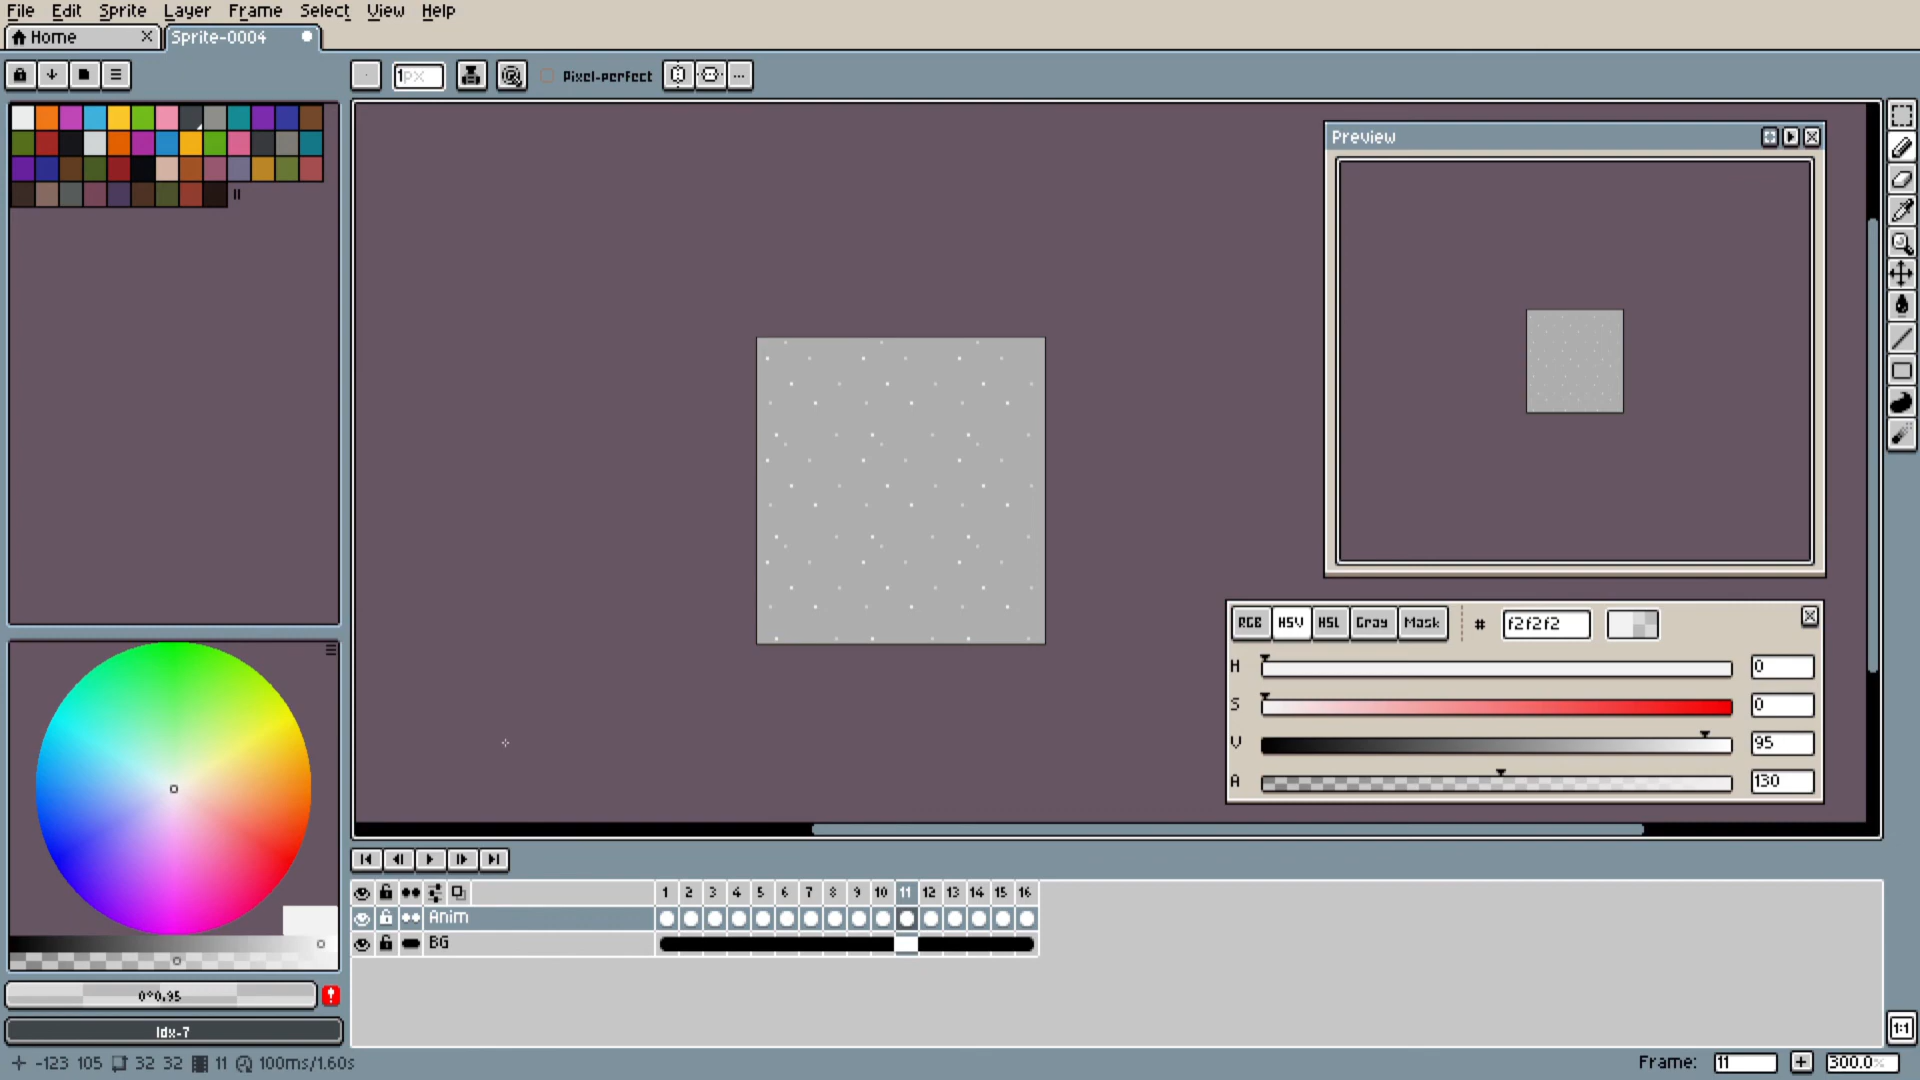 File Edit Sprite Layer Frame Select View Help
Home Sprite-0004
1px Pixel-perfect
Preview
RGB HSV HSL Gray Mask # f2f2f2
H 0
S 0
V 95
A 130
1 2 3 4 5 6 7 8 9 10 11 12 13 14 15 16
Anim
BG
0°0,95
Idx-7
-123 105 32 32 11 100ms/1.60s
Frame: 11 + 300.0%
1:1